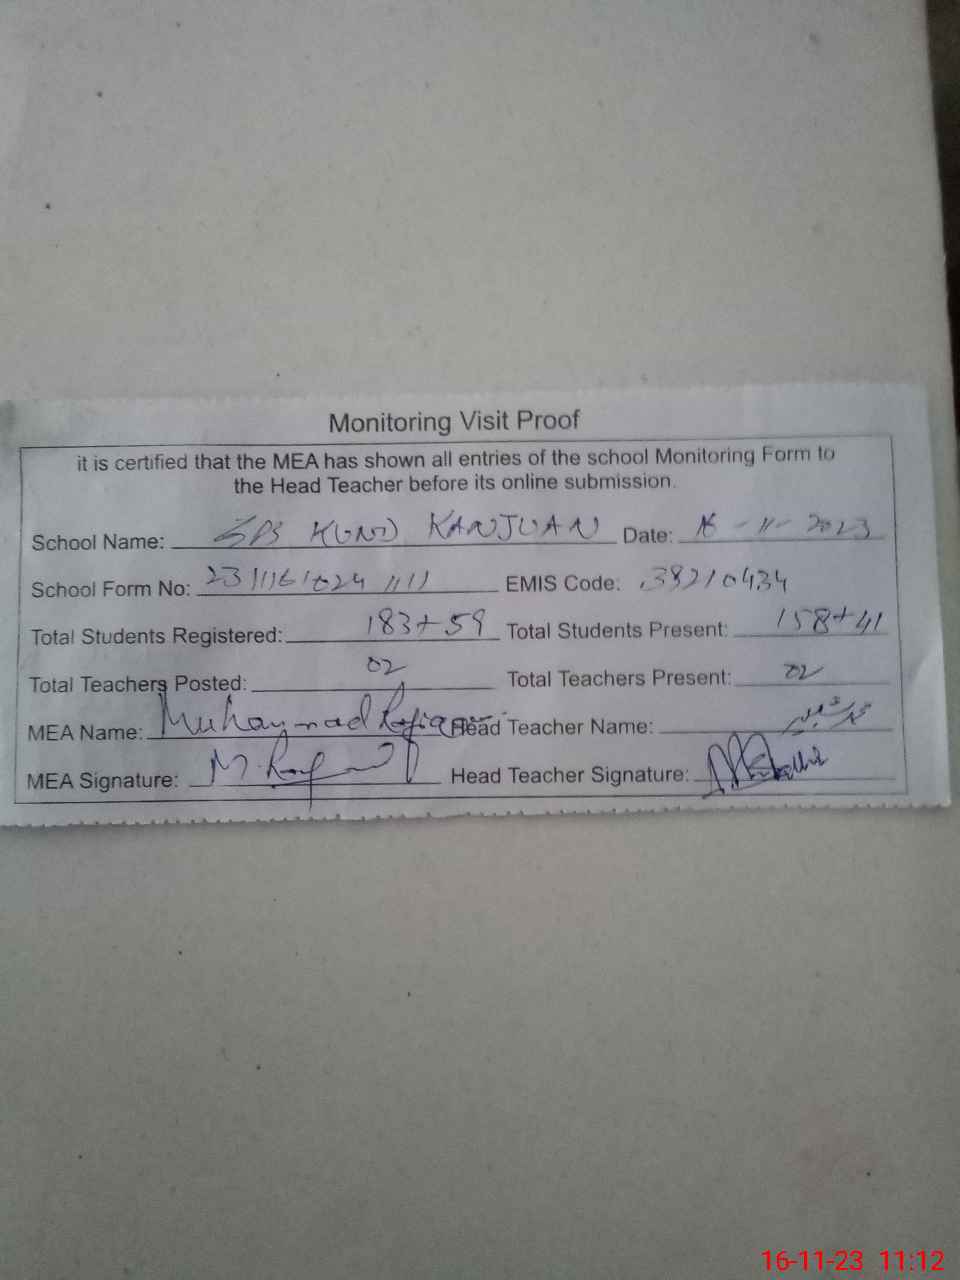 Monitoring Visit Proof
it is certified that the MEA has shown all entries of the school Monitoring Form to
the Head Teacher before its online submission.
School Name: KUND KANJUAN Date: 16-11-2023
School Form No: 2311161024 1111 EMIS Code: 38210434
Total Students Registered: 183+59 Total Students Present: 158+41
Total Teachers Posted: 02 Total Teachers Present: 02
MEA Name: Muhammad Head Teacher Name:
MEA Signature: Head Teacher Signature:
16-11-23 11:12